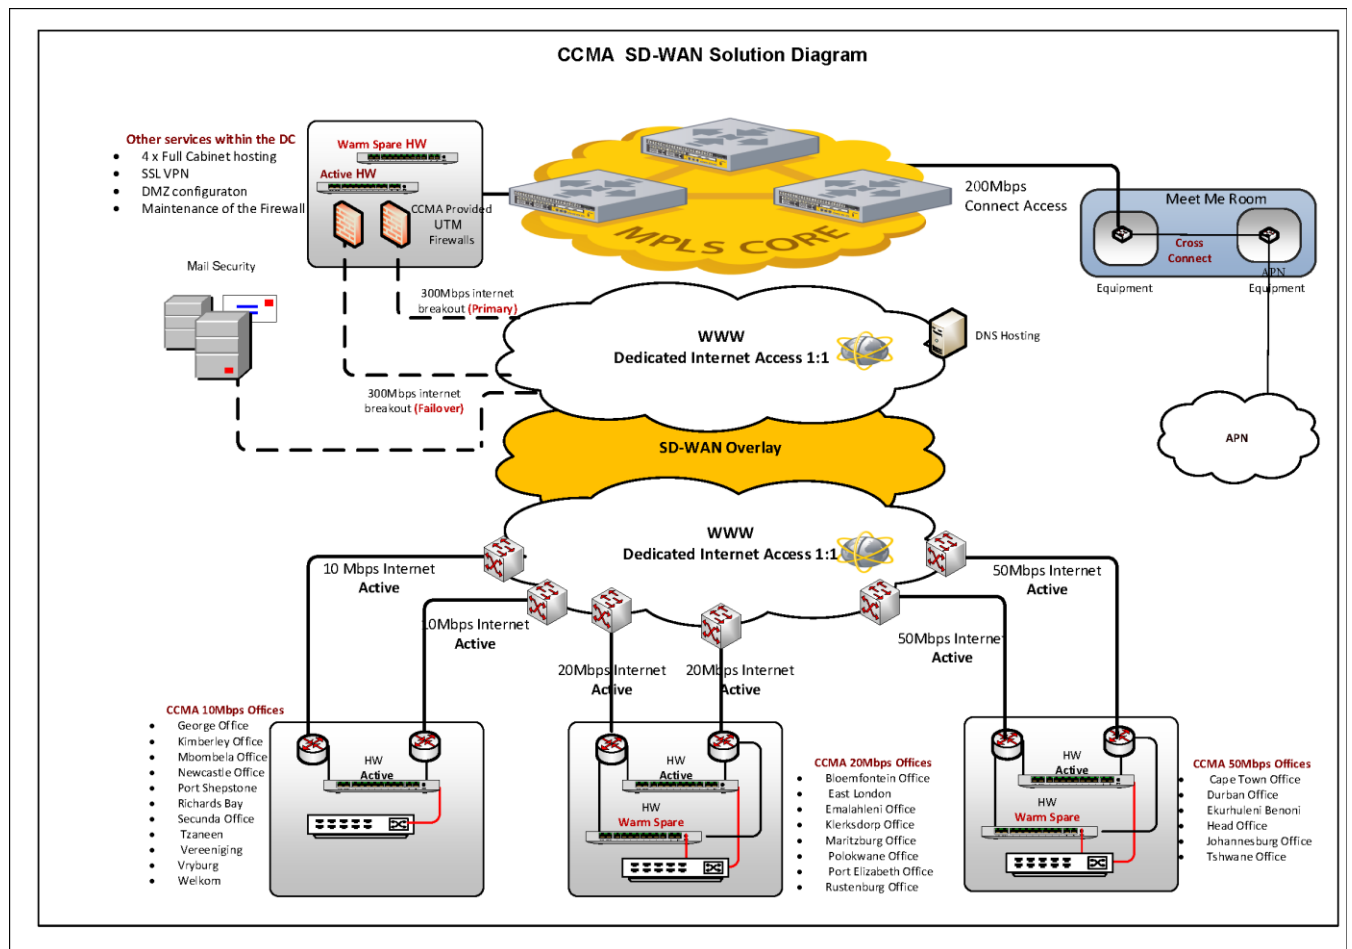 CCMA SD-WAN Solution Diagram
Other services within the DC
4 x Full Cabinet hosting
SSL VPN
DMZ configuraton
Maintenance of the Firewall
Warm Spare HW
Active HW
CCMA Provided
UTM
Firewalls
MPLS CORE
200Mbps
Connect Access
Meet Me Room
Cross
Connect
Equipment
APN
Equipment
Mail Security
300Mbps internet
breakout (Primary)
WWW
Dedicated Internet Access 1:1
DNS Hosting
300Mbps internet
breakout (Failover)
APN
SD-WAN Overlay
WWW
Dedicated Internet Access 1:1
10 Mbps Internet
Active
10Mbps Internet
Active
20Mbps Internet
Active
20Mbps Internet
Active
50Mbps Internet
Active
50Mbps Internet
Active
CCMA 10Mbps Offices
George Office
Kimberley Office
Mbombela Office
Newcastle Office
Port Shepstone
Richards Bay
Secunda Office
Tzaneen
Vereeniging
Vryburg
Welkom
HW
Active
HW
Active
HW
Warm Spare
CCMA 20Mbps Offices
Bloemfontein Office
East London
Emalahleni Office
Klerksdorp Office
Maritzburg Office
Polokwane Office
Port Elizabeth Office
Rustenburg Office
HW
Active
HW
Warm Spare
CCMA 50Mbps Offices
Cape Town Office
Durban Office
Ekurhuleni Benoni
Head Office
Johannesburg Office
Tshwane Office